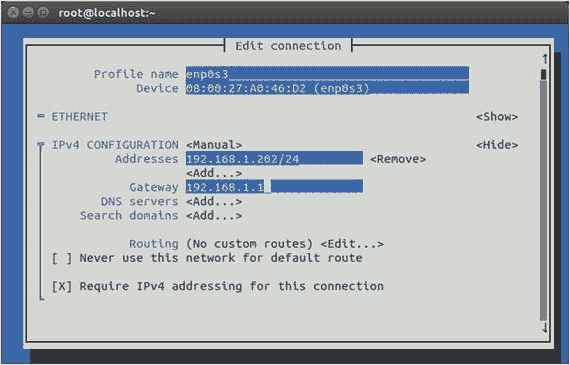 root@localhost:~
Edit connection
Profile name enp0s3
Device 08:00:27:A0:46:D2 (enp0s3)
ETHERNET <Show>
IPv4 CONFIGURATION <Manual> <Hide>
Addresses 192.168.1.202/24 <Remove>
<Add...>
Gateway 192.168.1.1
DNS servers <Add...>
Search domains <Add...>
Routing (No custom routes) <Edit...>
[ ] Never use this network for default route
[X] Require IPv4 addressing for this connection